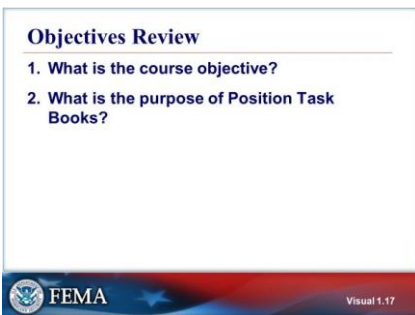 Objectives Review
1. What is the course objective?
2. What is the purpose of Position Task
Books?
FEMA
Visual 1.17